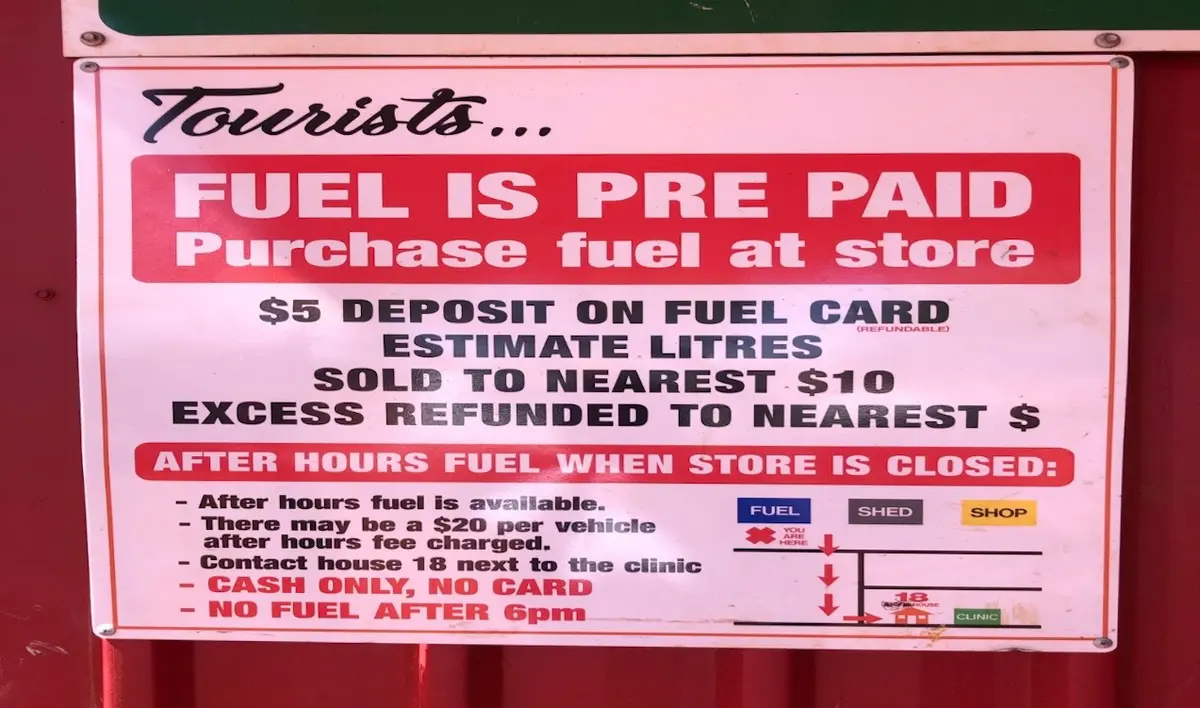 Tourists...
FUEL IS PRE PAID
Purchase fuel at store
$5 DEPOSIT ON FUEL CARD
(REFUNDABLE)
ESTIMATE LITRES
SOLD TO NEAREST $10
EXCESS REFUNDED TO NEAREST $
AFTER HOURS FUEL WHEN STORE IS CLOSED:
- After hours fuel is available.
- There may be a $20 per vehicle
after hours fee charged.
- Contact house 18 next to the clinic
- CASH ONLY, NO CARD
- NO FUEL AFTER 6pm
FUEL SHED SHOP
YOU
ARE
HERE
18
HOUSE
CLINIC